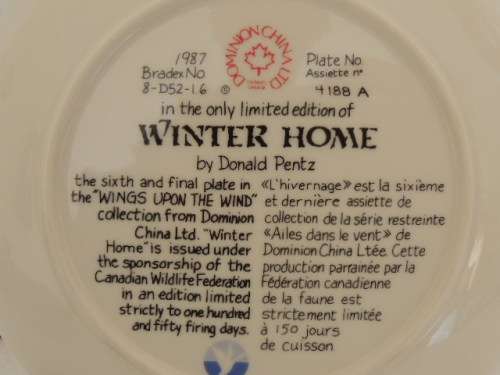 DOMINION CHINA LTD.
1987
Bradex No.
8-D52-1.6 ©
Plate No.
Assiette nº
4188 A
in the only limited edition of
WINTER HOME
by Donald Pentz
the sixth and final plate in
the "WINGS UPON THE WIND"
collection from Dominion
China Ltd. "Winter
Home" is issued under
the sponsorship of the
Canadian Wildlife Federation
in an edition limited
strictly to one hundred
and fifty firing days.
«L'hivernage» est la sixième
et dernière assiette de
collection de la série restreinte
«Ailes dans le vent» de
Dominion China Ltée. Cette
production parrainée par la
Fédération canadienne
de la faune est
strictement limitée
à 150 jours
de cuisson